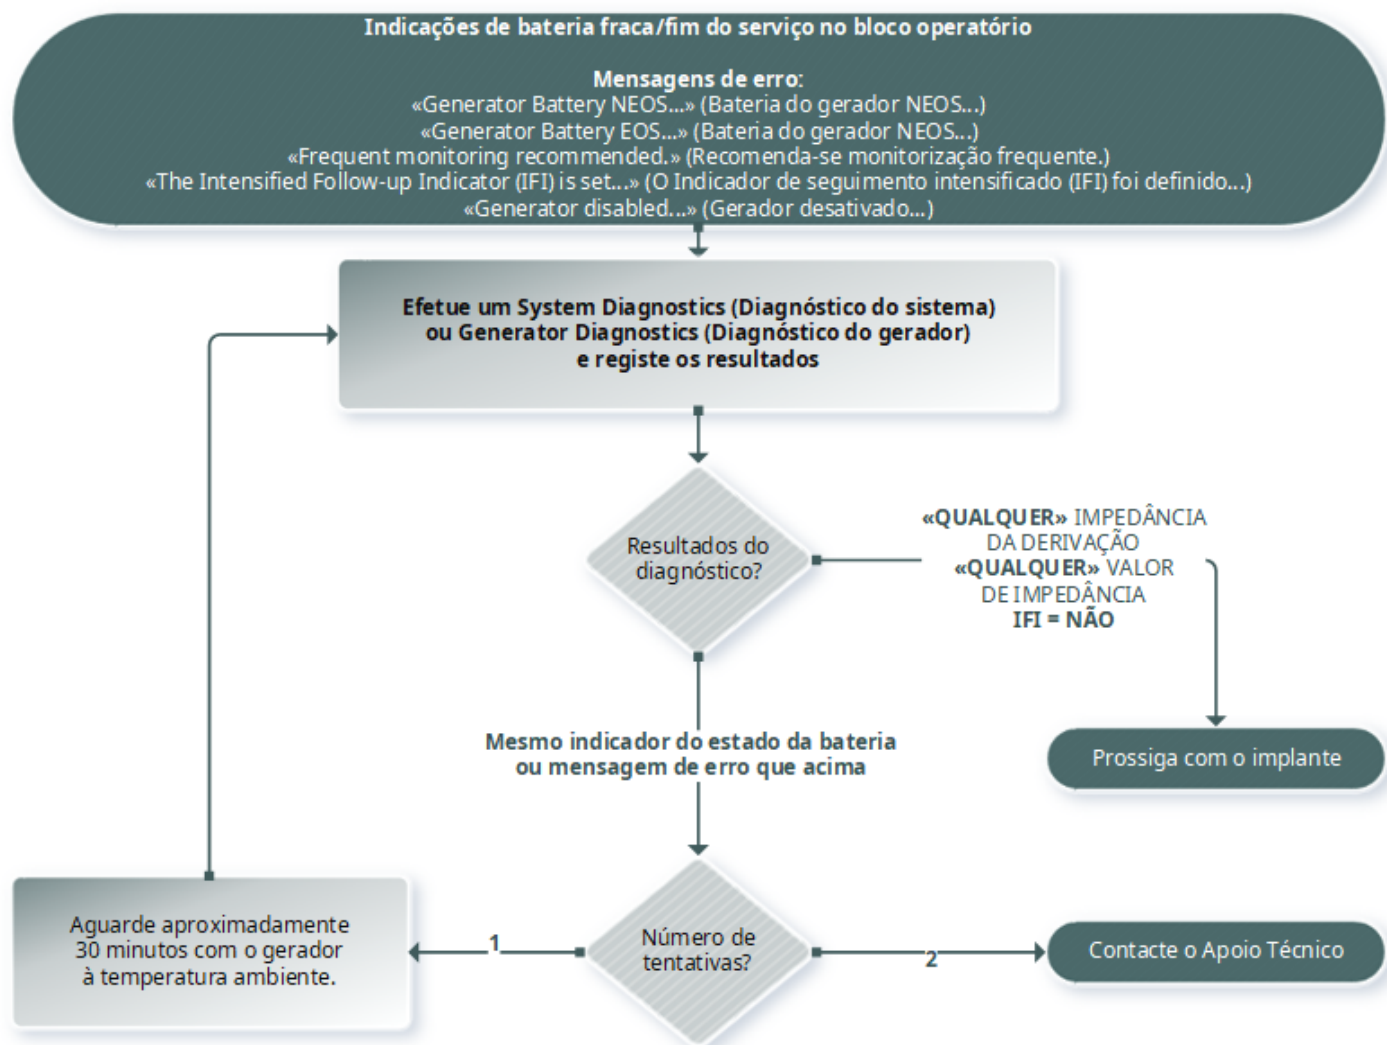 Indicações de bateria fraca/fim do serviço no bloco operatório
Mensagens de erro:
«Generator Battery NEOS...» (Bateria do gerador NEOS...)
«Generator Battery EOS...» (Bateria do gerador NEOS...)
«Frequent monitoring recommended.» (Recomenda-se monitorização frequente.)
«The Intensified Follow-up Indicator (IFI) is set...» (O Indicador de seguimento intensificado (IFI) foi definido...)
«Generator disabled...» (Gerador desativado...)
Efetue um System Diagnostics (Diagnóstico do sistema)
ou Generator Diagnostics (Diagnóstico do gerador)
e registe os resultados
Resultados do
diagnóstico?
«QUALQUER» IMPEDÂNCIA
DA DERIVAÇÃO
«QUALQUER» VALOR
DE IMPEDÂNCIA
IFI = NÃO
Prossiga com o implante
Mesmo indicador do estado da bateria
ou mensagem de erro que acima
Número de
tentativas?
1
Aguarde aproximadamente
30 minutos com o gerador
à temperatura ambiente.
2
Contacte o Apoio Técnico